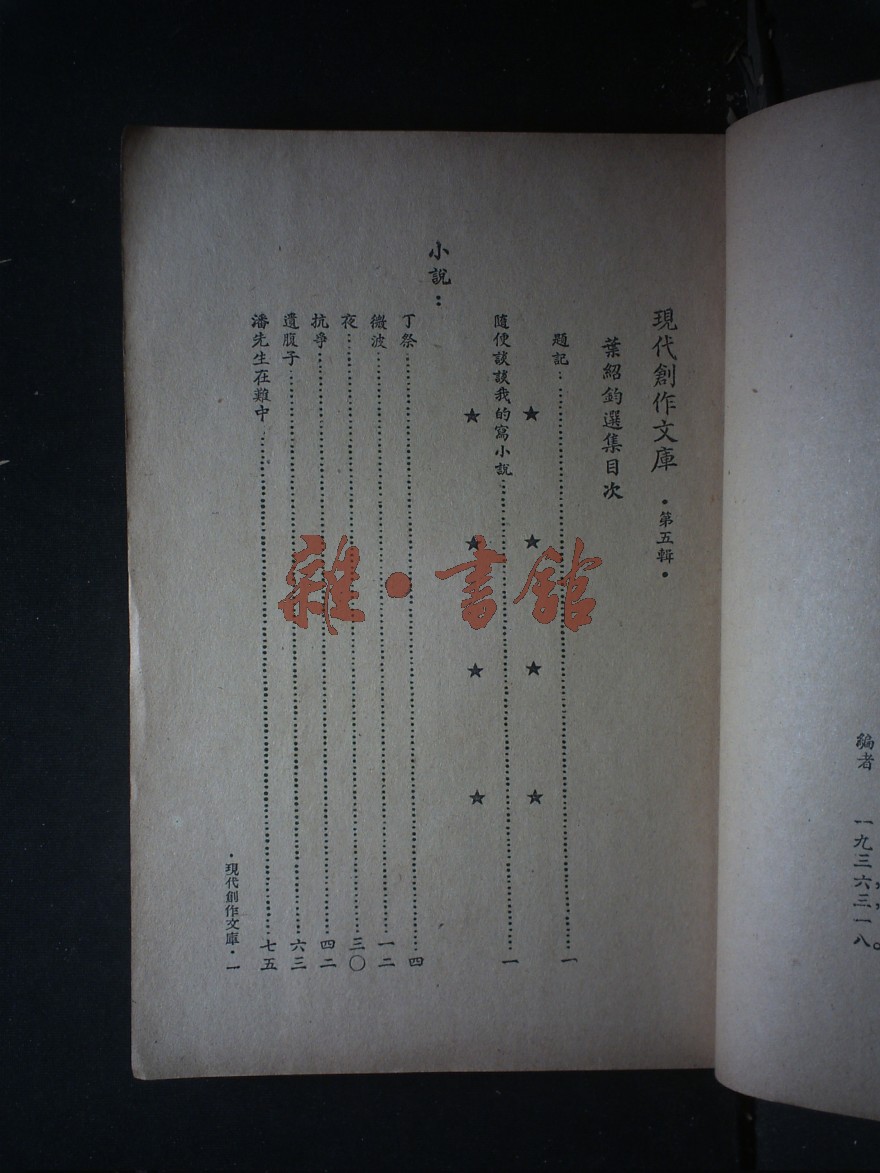 編者 一九三六，三，一八。
現代創作文庫 •第五輯•
葉紹鈞選集目次
題記 一
隨便談談我的寫小說 一
★ ★ ★ ★
★ ★ ★ ★
小說：
丁祭 四
微波 一二
夜 三〇
抗爭 四二
遺腹子 六三
潘先生在難中 七五
•現代創作文庫•一
雜•書館